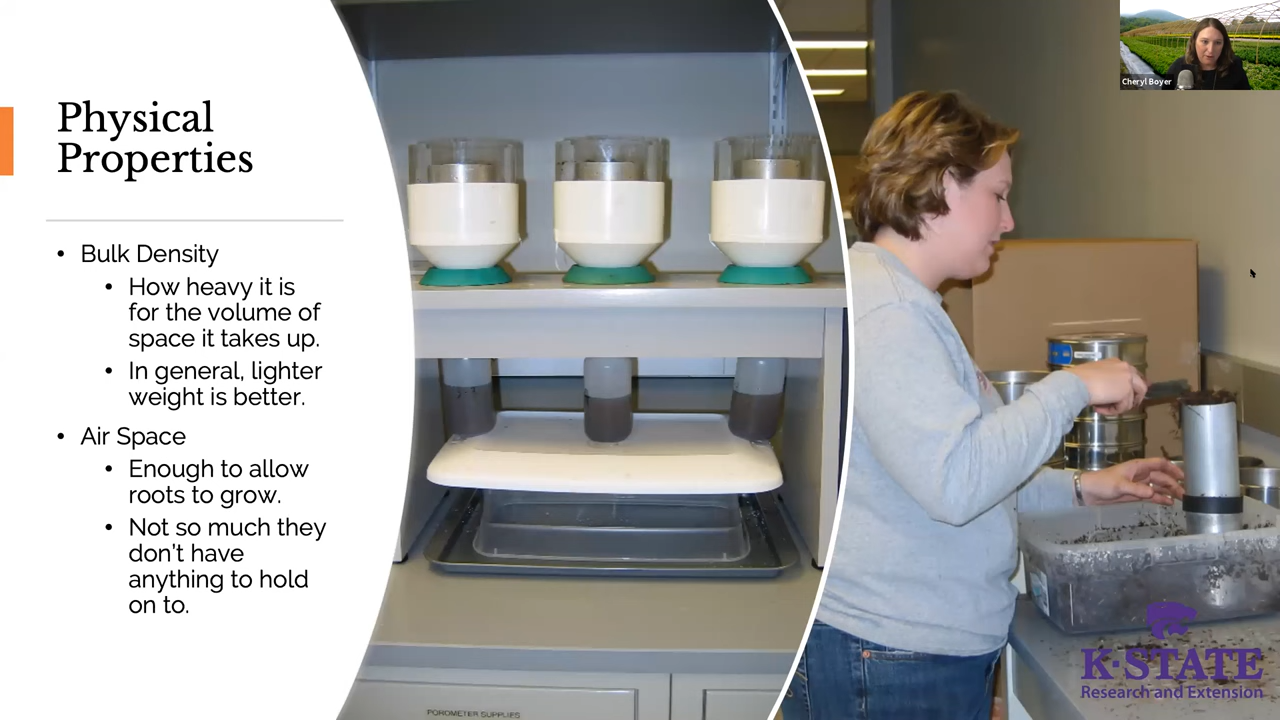 Physical
Properties
• Bulk Density
• How heavy it is
for the volume of
space it takes up.
• In general, lighter
weight is better.
• Air Space
• Enough to allow
roots to grow.
• Not so much they
don't have
anything to hold
on to.
Cheryl Boyer
POROMETER SUPPLIES
K-STATE
Research and Extension